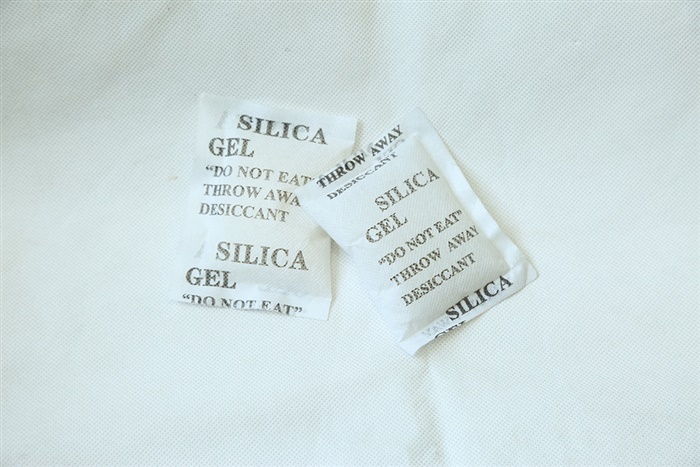 SILICA
GEL
"DO NOT EAT"
THROW AWAY
DESICCANT
SILICA
GEL
"DO NOT EAT"
THROW AWAY
DESICCANT
SILICA
GEL
"DO NOT EAT"
THROW AWAY
DESICCANT
SILICA
GEL